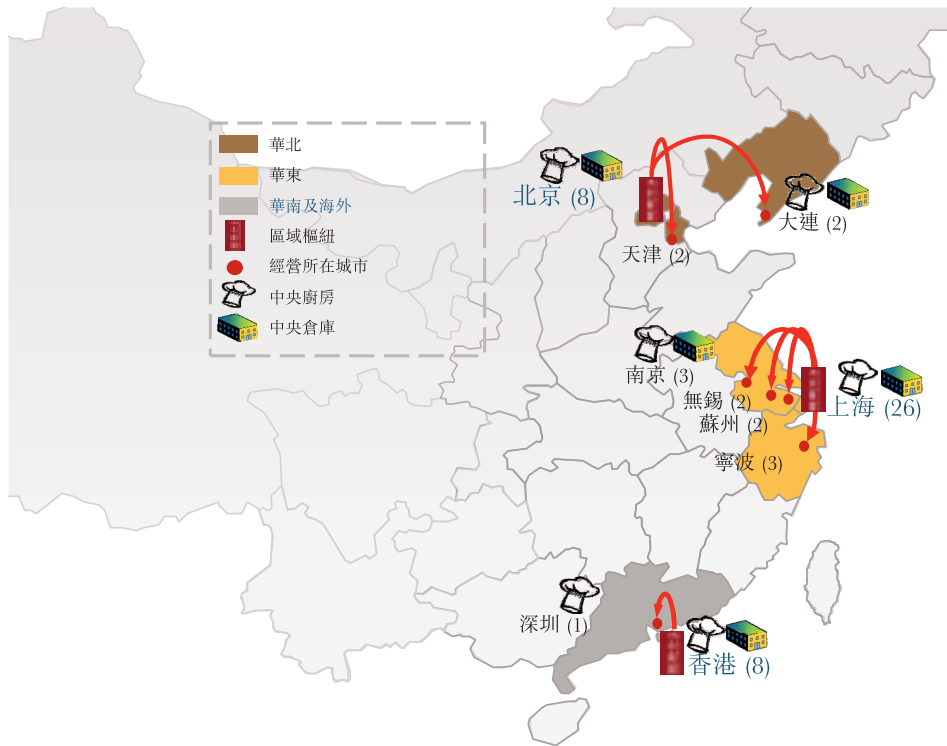 華北
華東
華南及海外
區域樞紐
經營所在城市
中央廚房
中央倉庫
北京 (8)
大連 (2)
天津 (2)
南京 (3)
無錫 (2)
蘇州 (2)
上海 (26)
寧波 (3)
深圳 (1)
香港 (8)